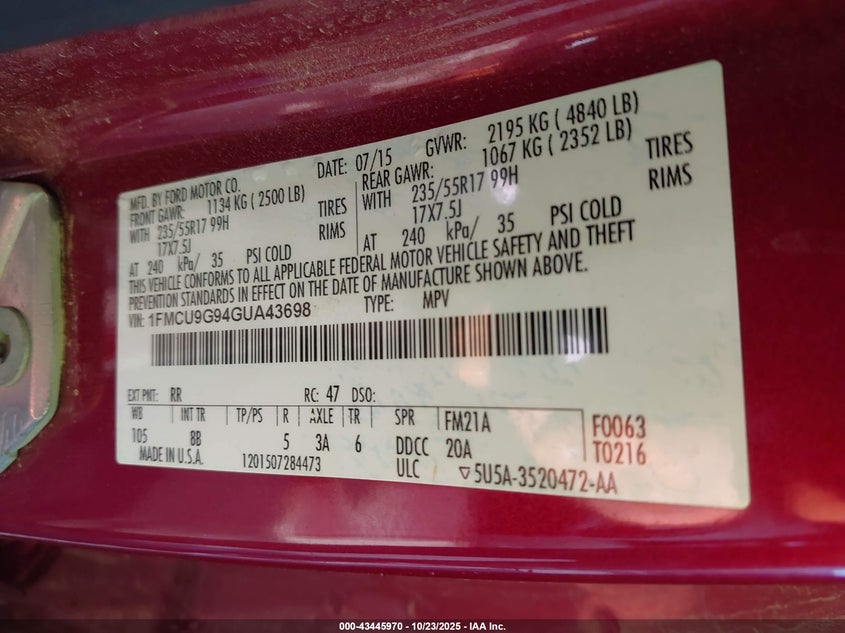 MFD. BY FORD MOTOR CO.
DATE: 07/15 GVWR: 2195 KG ( 4840 LB)
FRONT GAWR: 1134 KG ( 2500 LB) REAR GAWR: 1067 KG ( 2352 LB)
WITH 235/55R17 99H TIRES WITH 235/55R17 99H TIRES
17X7.5J RIMS 17X7.5J RIMS
AT 240 kPa/ 35 PSI COLD AT 240 kPa/ 35 PSI COLD
THIS VEHICLE CONFORMS TO ALL APPLICABLE FEDERAL MOTOR VEHICLE SAFETY AND THEFT
PREVENTION STANDARDS IN EFFECT ON THE DATE OF MANUFACTURE SHOWN ABOVE.
VIN: 1FMCU9G94GUA43698 TYPE: MPV
EXT PNT: RR RC: 47 DSO:
WB INT TR TP/PS R AXLE TR SPR FM21A F0063
105 8B 5 3A 6 DDCC 20A T0216
MADE IN U.S.A. 1201507284473 ULC ▽5U5A-3520472-AA
000-43445970 - 10/23/2025 - IAA Inc.